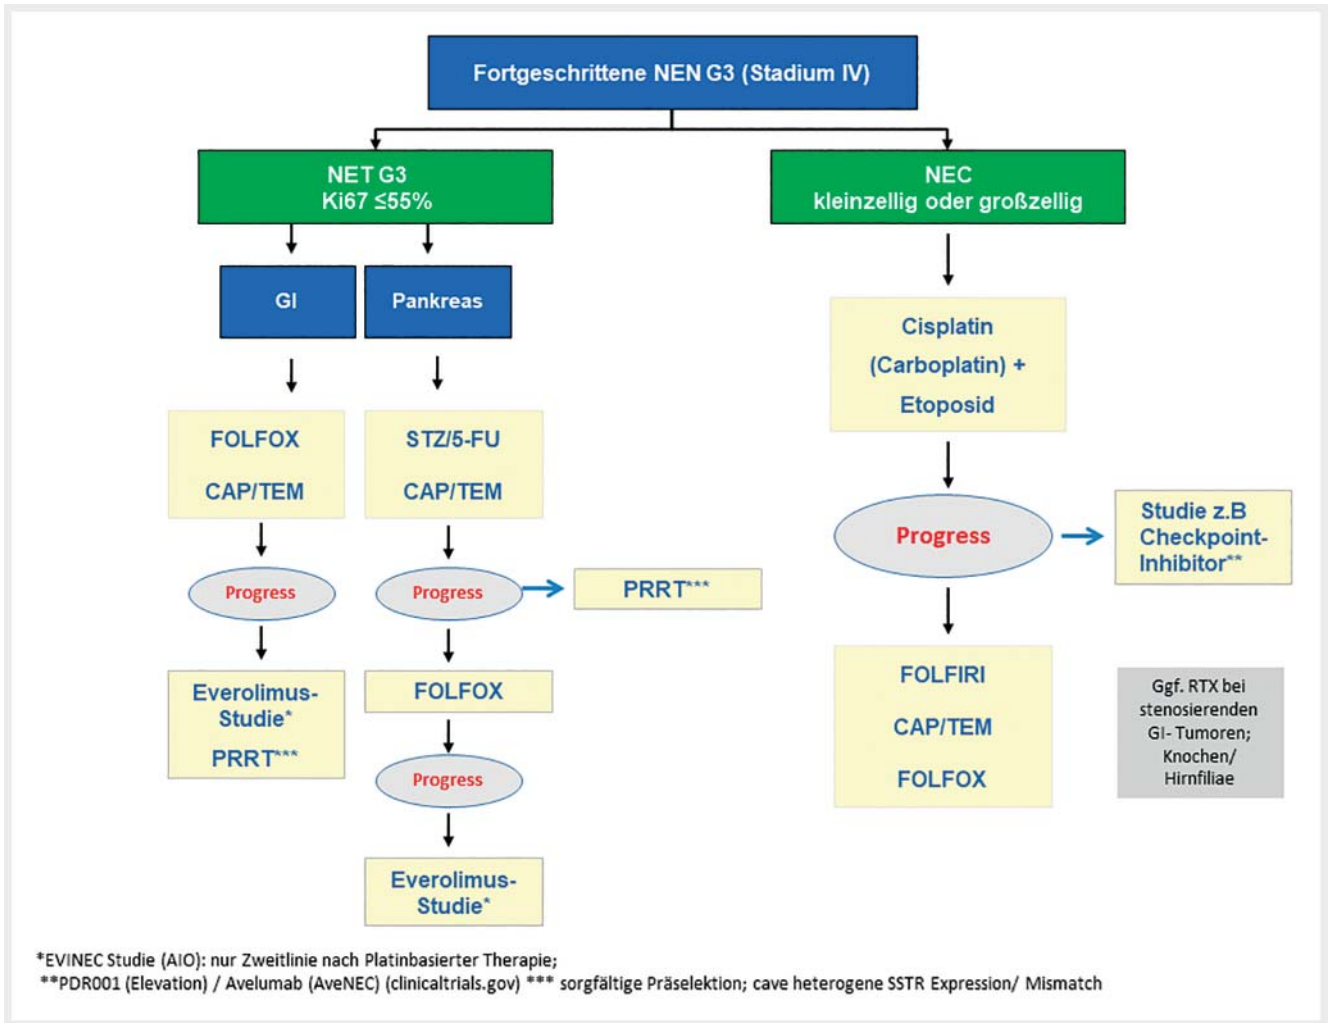 Fortgeschrittene NEN G3 (Stadium IV)
NET G3
Ki67 ≤55%
NEC
kleinzellig oder großzellig
GI
Pankreas
FOLFOX
CAP/TEM
STZ/5-FU
CAP/TEM
Cisplatin
(Carboplatin) +
Etoposid
Progress
Progress
Progress
PRRT***
Studie z.B
Checkpoint-
Inhibitor**
Everolimus-
Studie*
PRRT***
FOLFOX
Progress
Everolimus-
Studie*
FOLFIRI
CAP/TEM
FOLFOX
Ggf. RTX bei
stenosierenden
GI- Tumoren;
Knochen/
Hirnfiliae
*EVINEC Studie (AIO): nur Zweitlinie nach Platinbasierter Therapie;
**PDR001 (Elevation) / Avelumab (AveNEC) (clinicaltrials.gov) *** sorgfältige Präselektion; cave heterogene SSTR Expression/ Mismatch